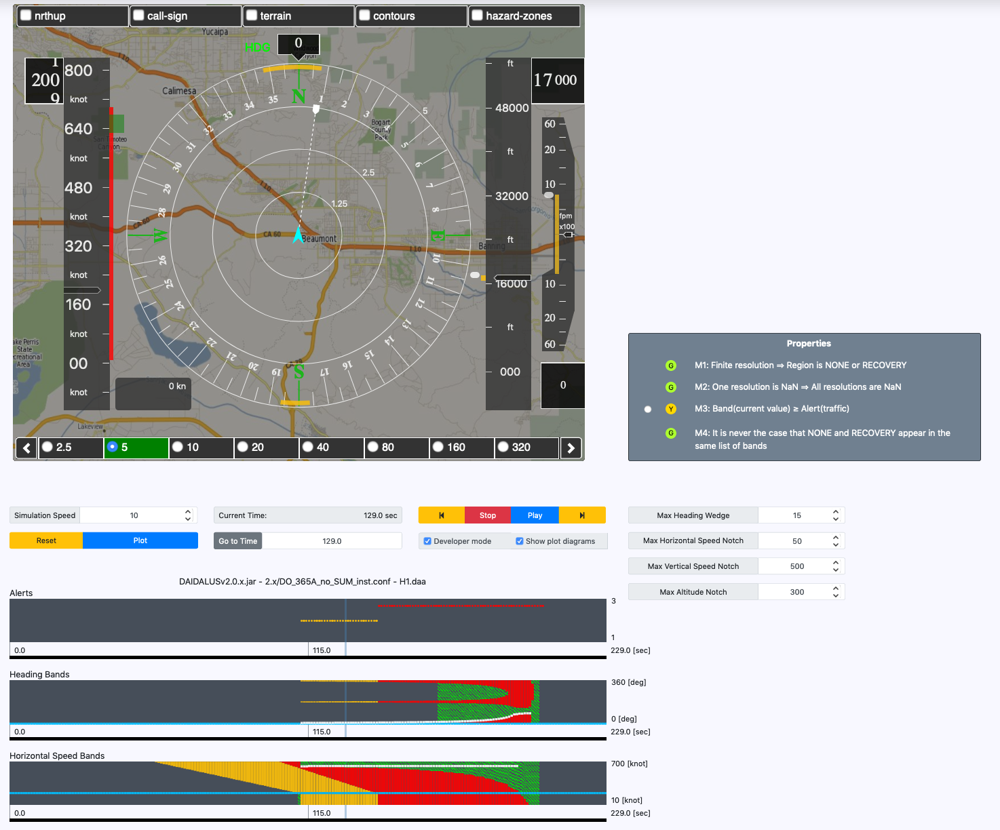 nrthup call-sign terrain contours hazard-zones
Yucaipa
HDG 0
I 10
800 ft
200 17 000
9
knot Calimesa
48000
640 60
San Timoteo
Canyon
Bogart
County
Park
N 1 2 3 4 5 6 7 8 E 10 11 12 13 14 15 16 17 S 19 20 21 22 23 24 25 26 W 28 29 30 31 32 33 34 35
5
2.5
1.25
knot ft 20
480 I 10 10
32000
knot CA 60 fpm
x100
320 CA 60 Beaumont ft
I 10 Banning
knot
160 16000 10
knot ft 20
ake Perris
State
ecreational
Area
60
00 CA 79 000
knot 0 kn 0
Lakeview
2.5 5 10 20 40 80 160 320
Properties
G M1: Finite resolution ⇒ Region is NONE or RECOVERY
G M2: One resolution is NaN ⇒ All resolutions are NaN
Y M3: Band(current value) ≥ Alert(traffic)
G M4: It is never the case that NONE and RECOVERY appear in the
same list of bands
Simulation Speed 10 Current Time: 129.0 sec Stop Play Max Heading Wedge 15
Reset Plot Go to Time 129.0 Developer mode Show plot diagrams Max Horizontal Speed Notch 50
Max Vertical Speed Notch 500
Max Altitude Notch 300
DAIDALUSv2.0.x.jar - 2.x/DO_365A_no_SUM_inst.conf - H1.daa
Alerts
3
1
0.0 115.0 229.0 [sec]
Heading Bands
360 [deg]
0 [deg]
0.0 115.0 229.0 [sec]
Horizontal Speed Bands
700 [knot]
10 [knot]
0.0 115.0 229.0 [sec]